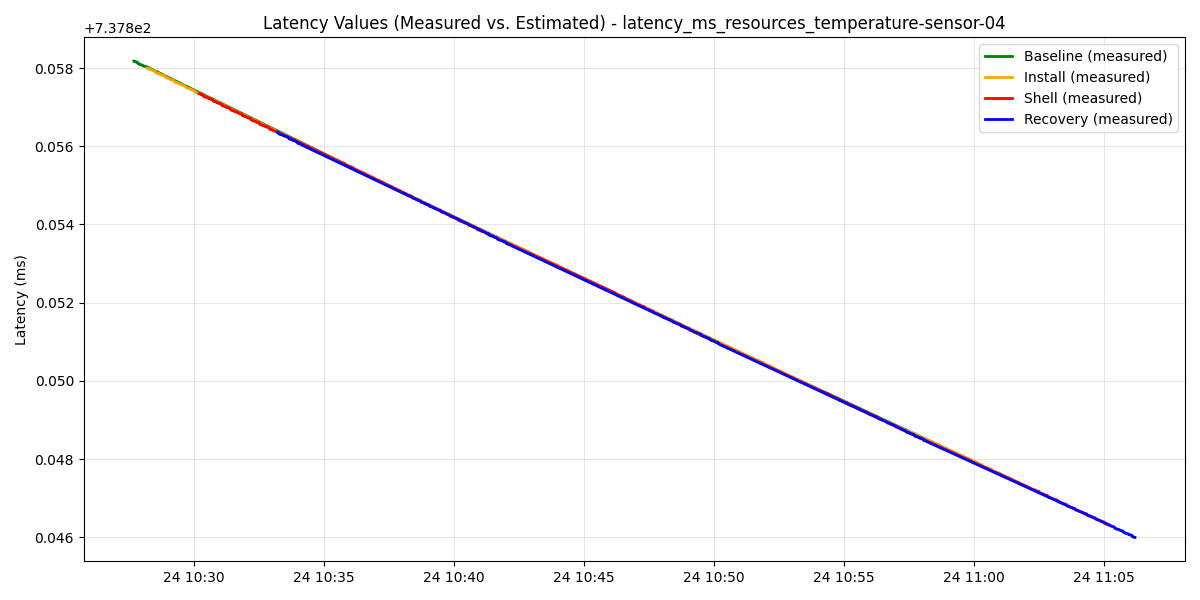 Latency Values (Measured vs. Estimated) - latency_ms_resources_temperature-sensor-04
+7.378e2
Baseline (measured)
Install (measured)
Shell (measured)
Recovery (measured)
Latency (ms)
0.058
0.056
0.054
0.052
0.050
0.048
0.046
24 10:30
24 10:35
24 10:40
24 10:45
24 10:50
24 10:55
24 11:00
24 11:05